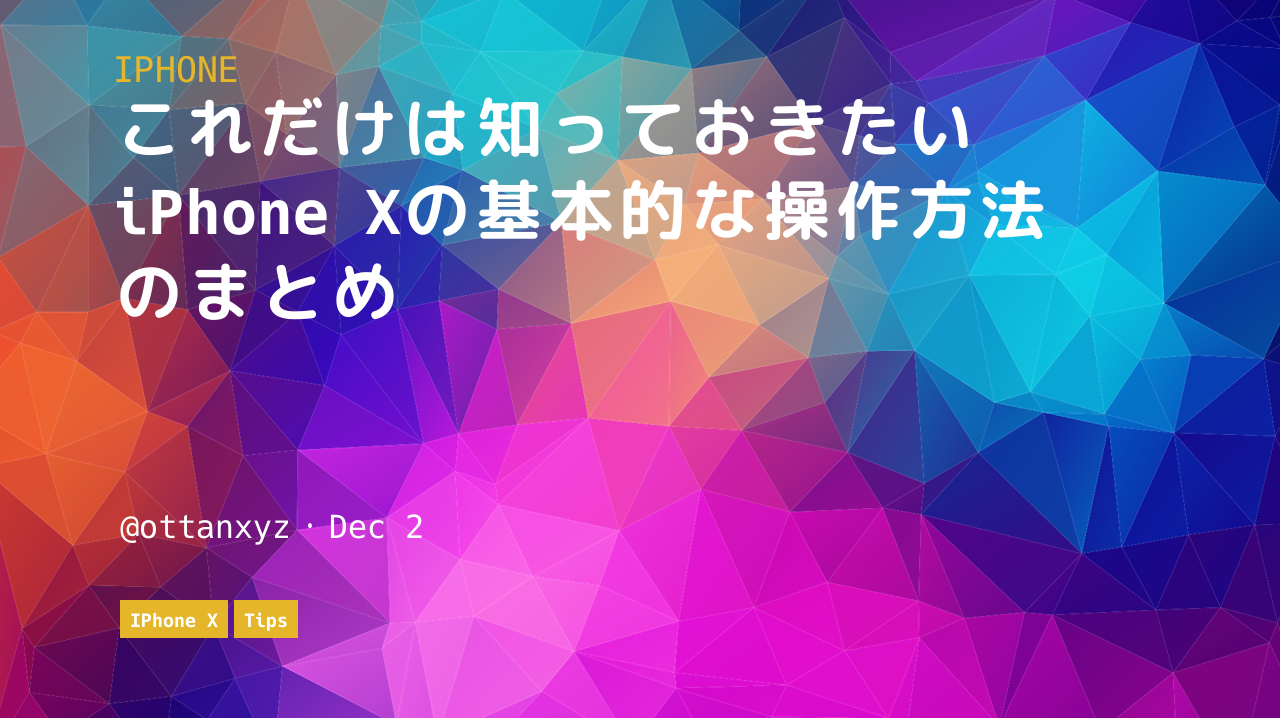 IPHONE
これだけは知っておきたい
iPhone Xの基本的な操作方法
のまとめ
@ottanxyz · Dec 2
IPhone X Tips